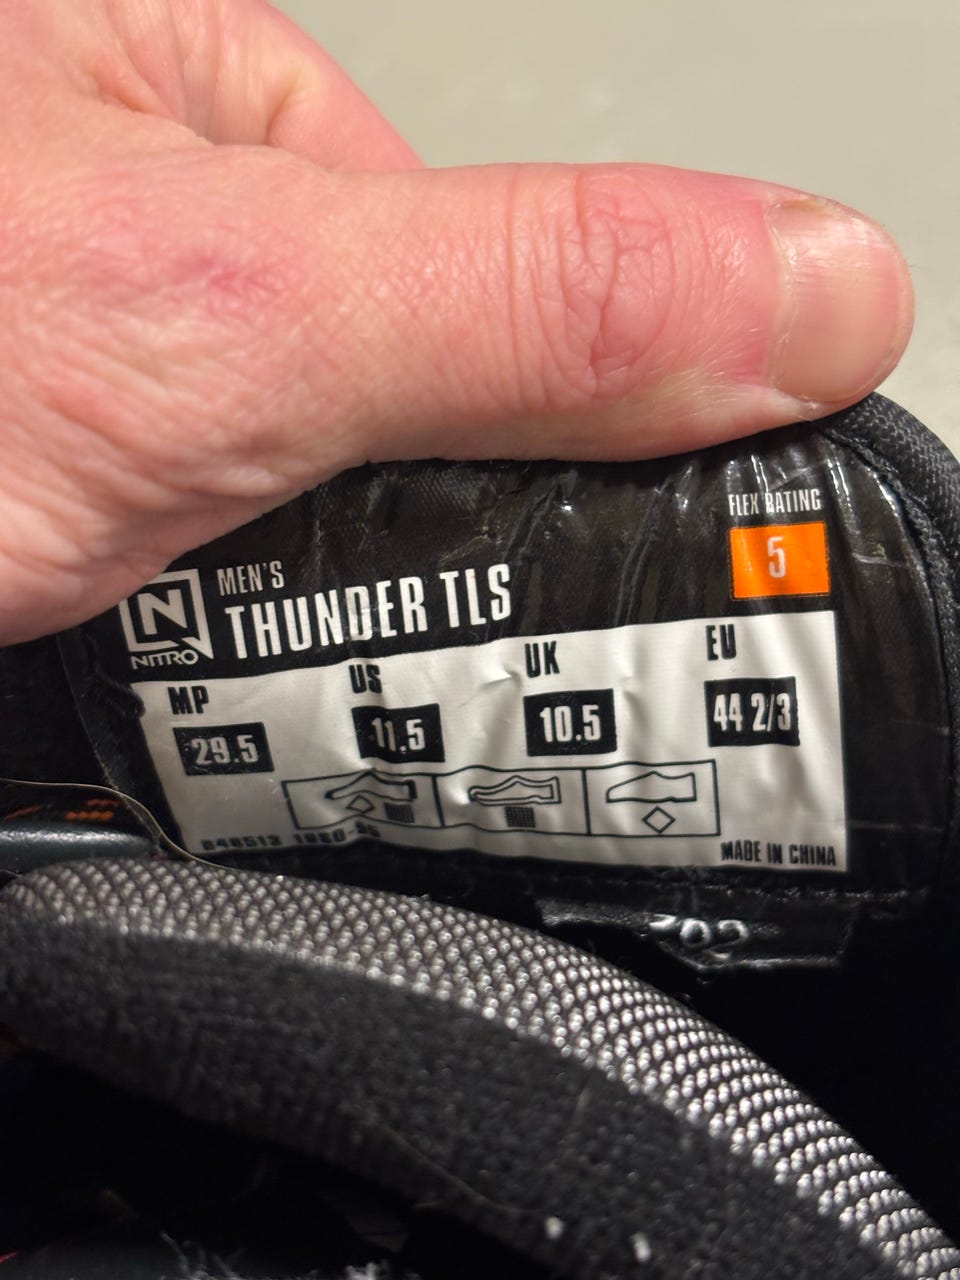 FLEX RATING
5
N
NITRO
MEN'S
THUNDER TLS
MP US UK EU
29.5 11.5 10.5 44 2/3
MADE IN CHINA